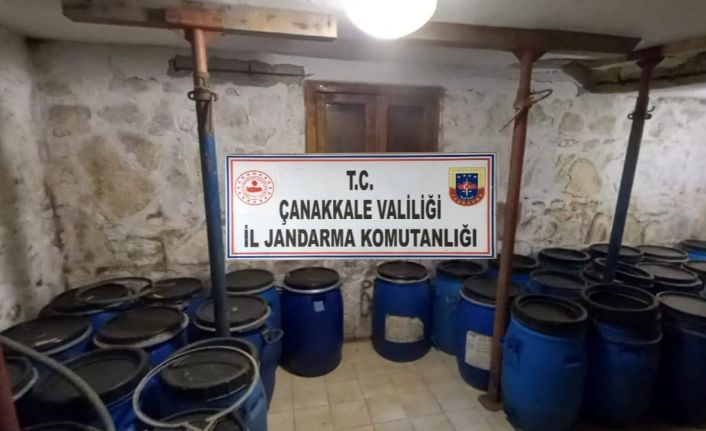 T.C.
ÇANAKKALE VALİLİĞİ
İL JANDARMA KOMUTANLIĞI